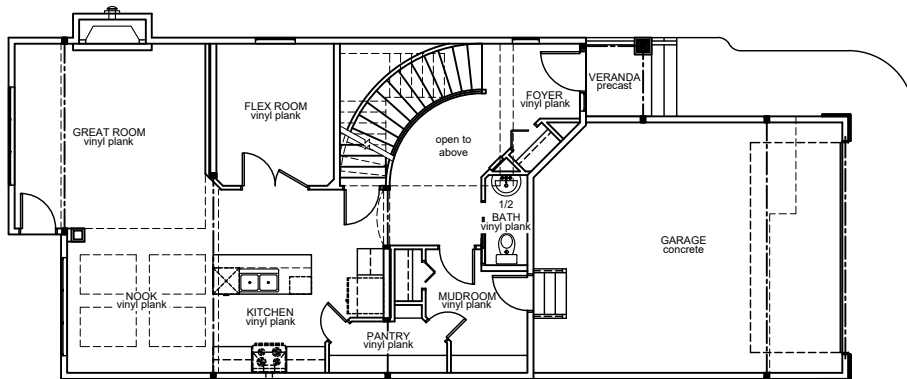 GREAT ROOM
vinyl plank
FLEX ROOM
vinyl plank
FOYER
vinyl plank
VERANDA
precast
open to
above
1/2
BATH
vinyl plank
GARAGE
concrete
NOOK
vinyl plank
KITCHEN
vinyl plank
MUDROOM
vinyl plank
PANTRY
vinyl plank